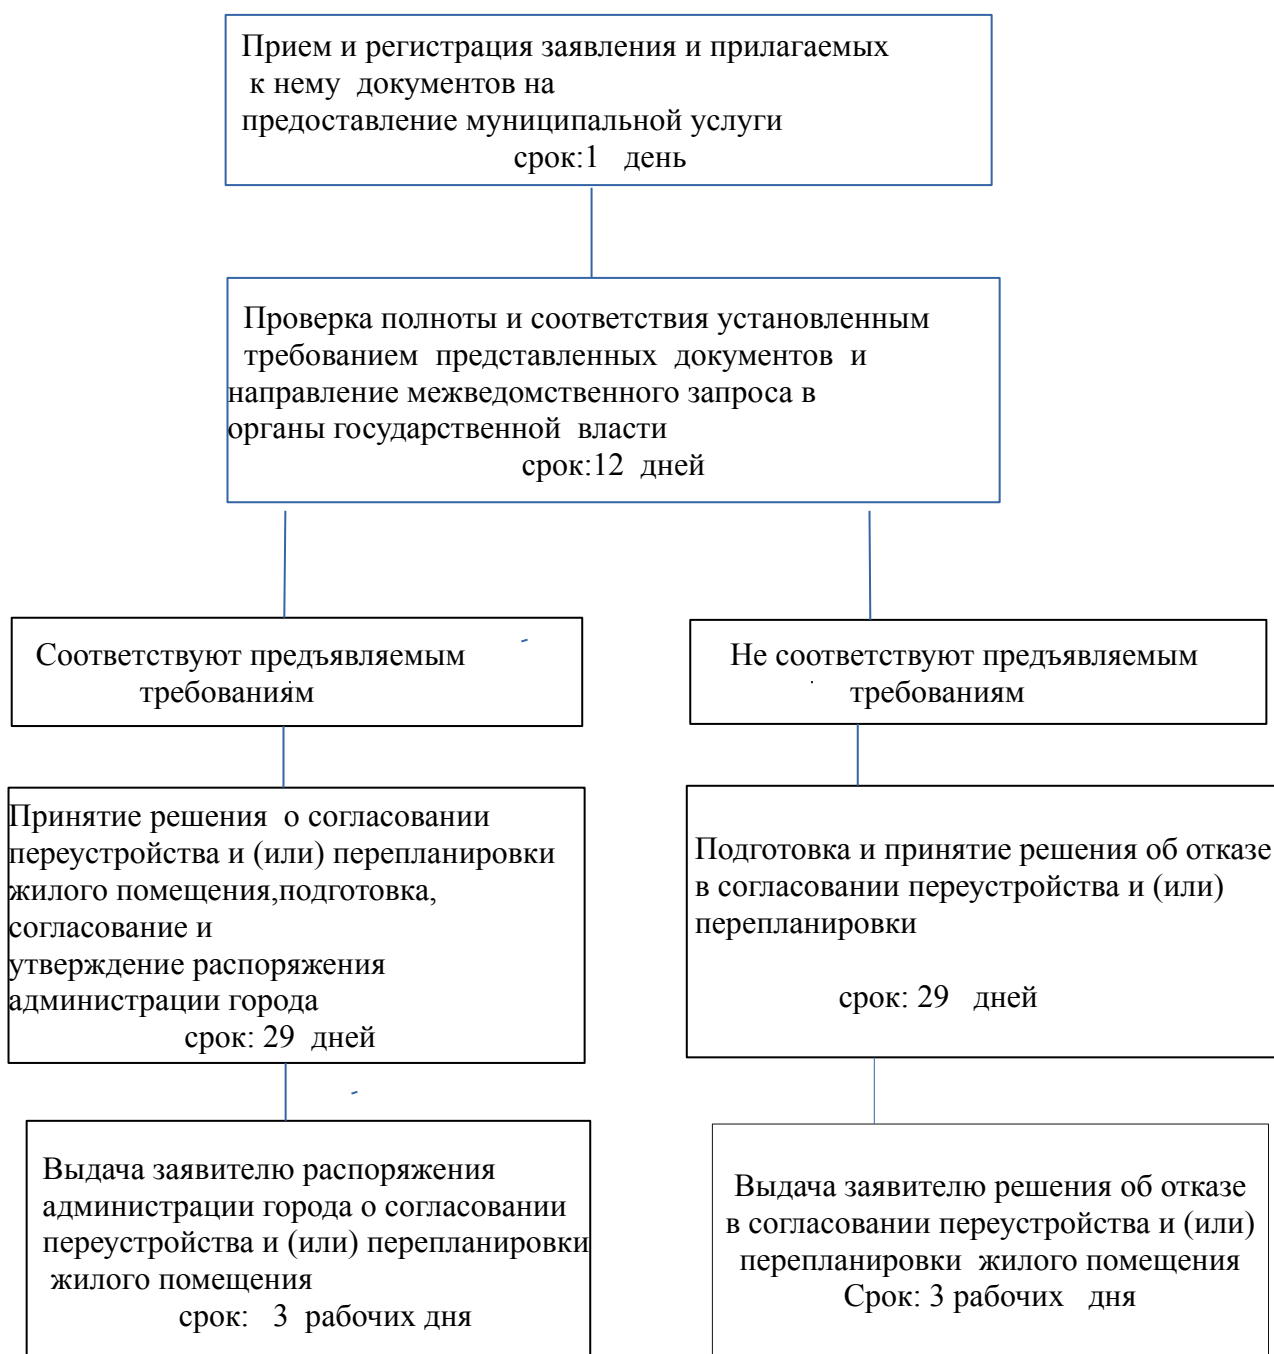 Прием и регистрация заявления и прилагаемых
к нему документов на
предоставление муниципальной услуги
срок:1 день
Проверка полноты и соответствия установленным
требованием представленных документов и
направление межведомственного запроса в
органы государственной власти
срок:12 дней
Соответствуют предъявляемым
требованиям
Не соответствуют предъявляемым
требованиям
Принятие решения о согласовании
переустройства и (или) перепланировки
жилого помещения,подготовка,
согласование и
утверждение распоряжения
администрации города
срок: 29 дней
Подготовка и принятие решения об отказе
в согласовании переустройства и (или)
перепланировки
срок: 29 дней
Выдача заявителю распоряжения
администрации города о согласовании
переустройства и (или) перепланировки
жилого помещения
срок: 3 рабочих дня
Выдача заявителю решения об отказе
в согласовании переустройства и (или)
перепланировки жилого помещения
Срок: 3 рабочих дня